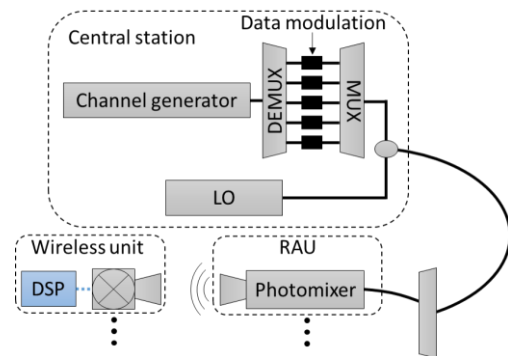 Central station
Data modulation
Channel generator
DEMUX
MUX
LO
Wireless unit
RAU
DSP
Photomixer